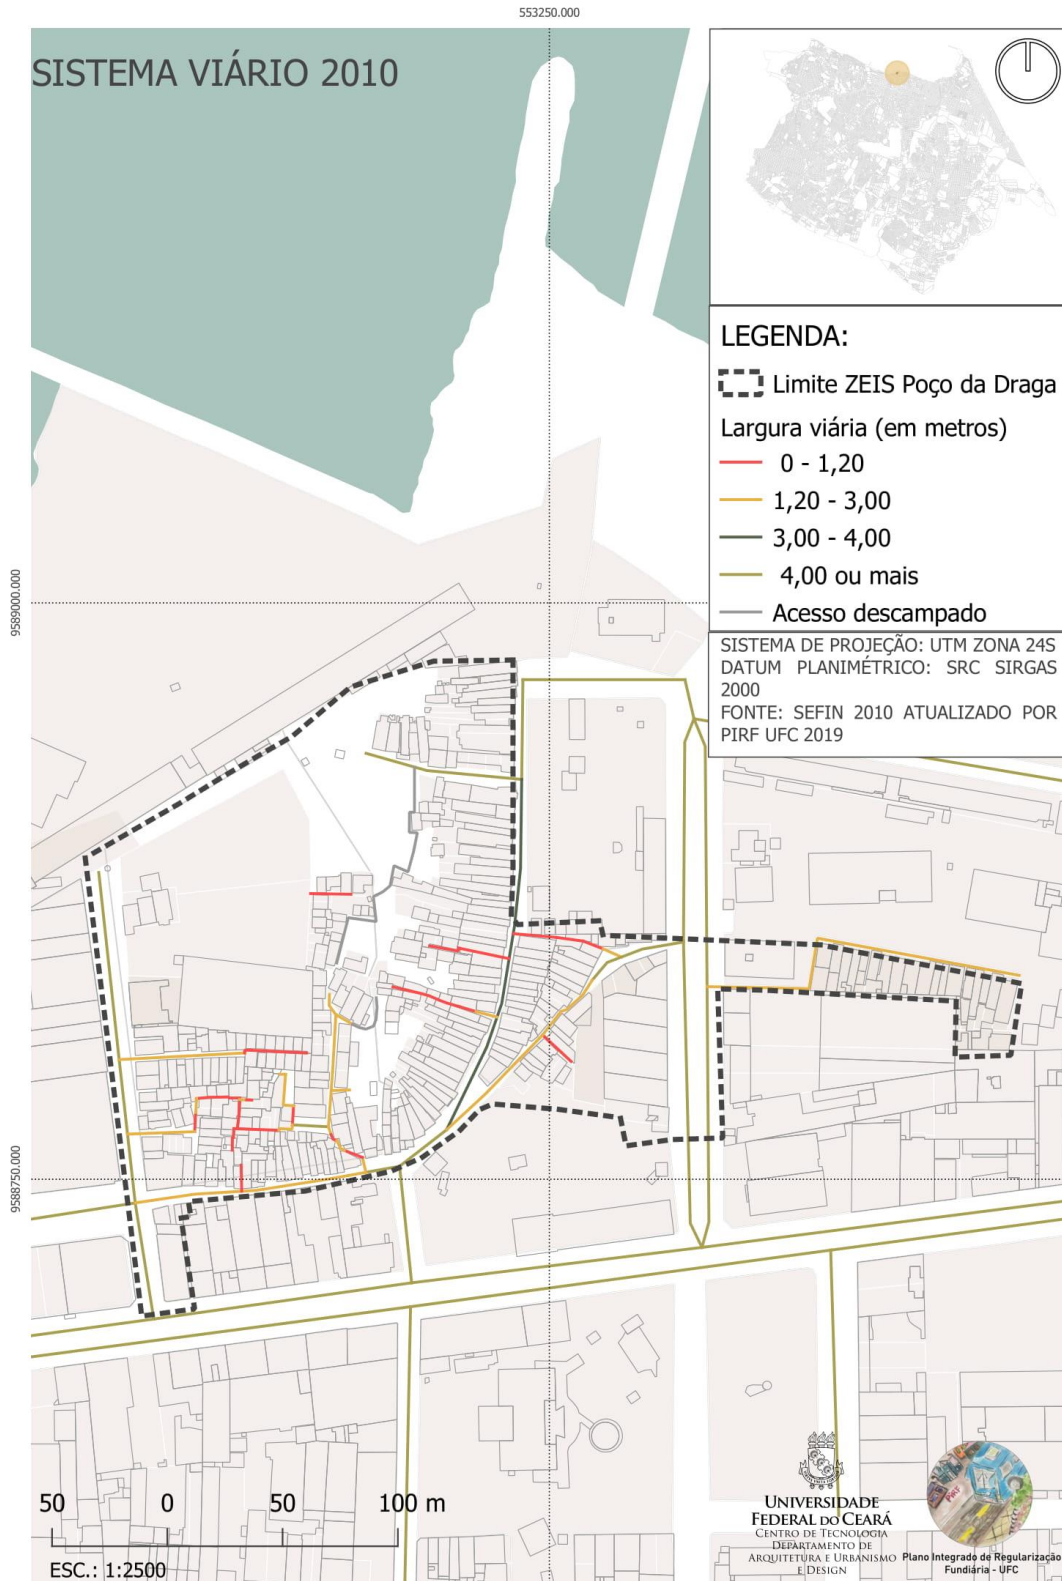 553250.000
SISTEMA VIÁRIO 2010
LEGENDA:
Limite ZEIS Poço da Draga
Largura viária (em metros)
0 - 1,20
1,20 - 3,00
3,00 - 4,00
4,00 ou mais
Acesso descampado
SISTEMA DE PROJEÇÃO: UTM ZONA 24S
DATUM PLANIMÉTRICO: SRC SIRGAS
2000
FONTE: SEFIN 2010 ATUALIZADO POR
PIRF UFC 2019
9589000.000
9588750.000
50 0 50 100 m
ESC.: 1:2500
UNIVERSIDADE
FEDERAL DO CEARÁ
CENTRO DE TECNOLOGIA
DEPARTAMENTO DE
ARQUITETURA E URBANISMO
E DESIGN
Plano Integrado de Regularização
Fundiária - UFC